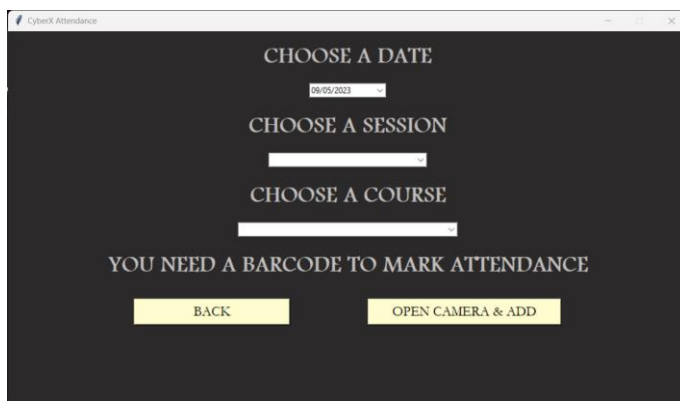 CyberX Attendance
CHOOSE A DATE
09/05/2023
CHOOSE A SESSION
CHOOSE A COURSE
YOU NEED A BARCODE TO MARK ATTENDANCE
BACK
OPEN CAMERA & ADD